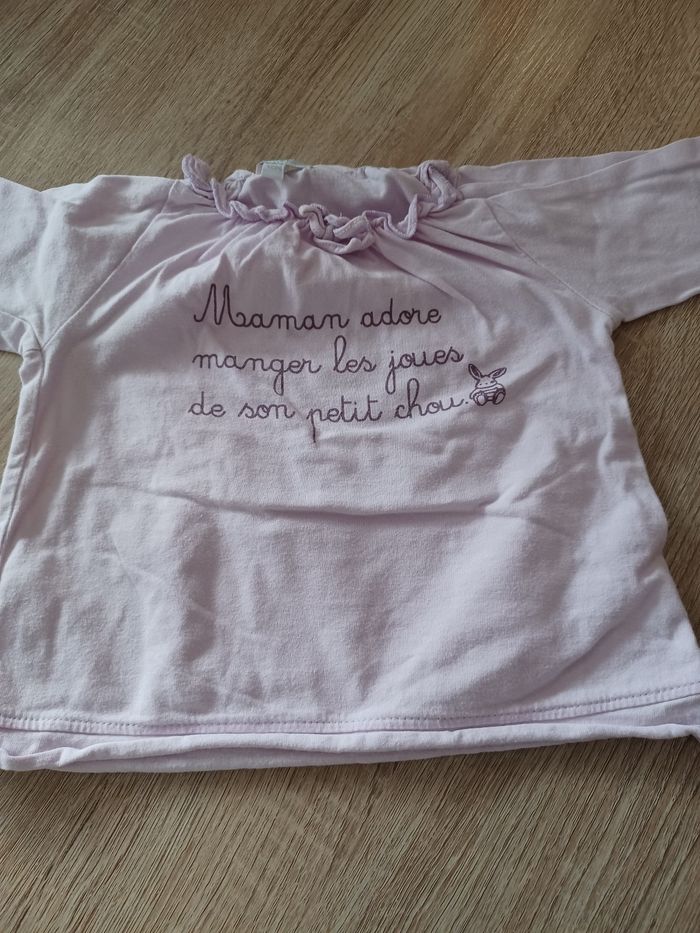 Maman adore
manger les joues
de son petit chou.